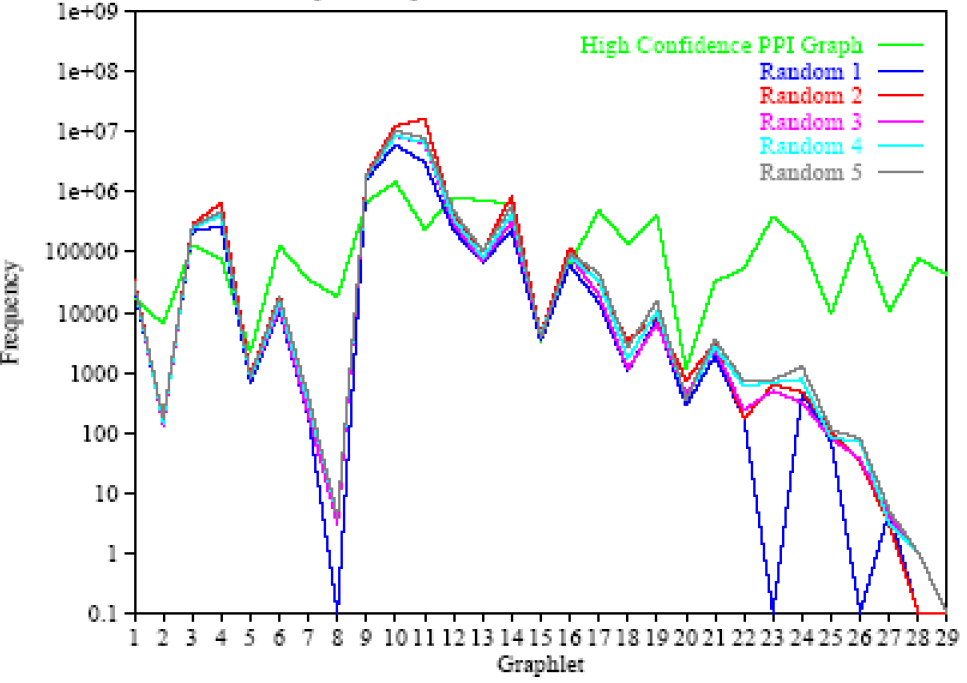 1e+09
1e+08
1e+07
1e+06
100000
10000
1000
100
10
1
0.1
Frequency
High Confidence PPI Graph
Random 1
Random 2
Random 3
Random 4
Random 5
1 2 3 4 5 6 7 8 9 10 11 12 13 14 15 16 17 18 19 20 21 22 23 24 25 26 27 28 29
Graphlet